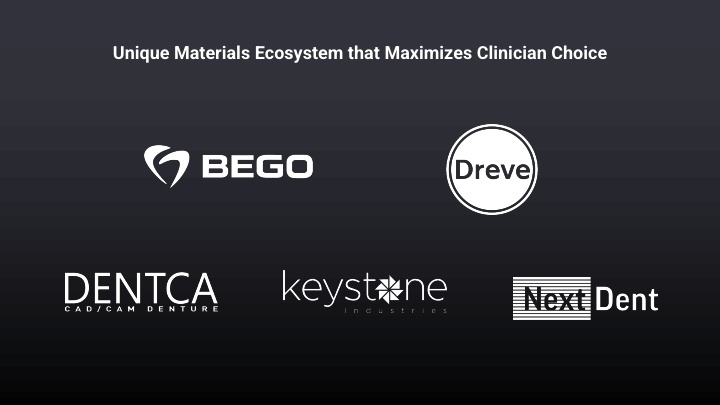 Unique Materials Ecosystem that Maximizes Clinician Choice
BEGO
Dreve
DENTCA
CAD/CAM DENTURE
keystone
industries
NextDent